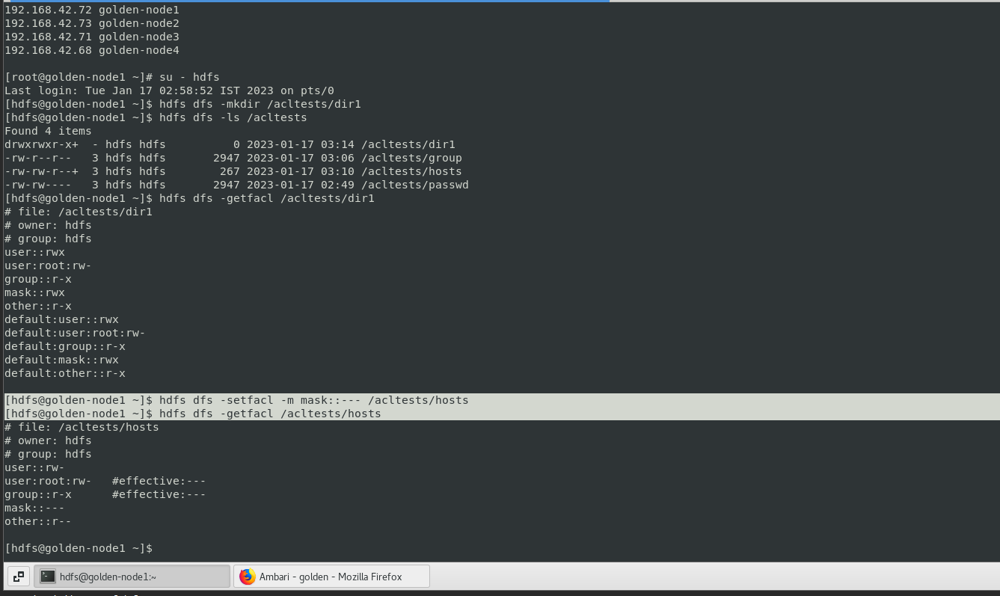 192.168.42.72 golden-node1
192.168.42.73 golden-node2
192.168.42.71 golden-node3
192.168.42.68 golden-node4
[root@golden-node1 ~]# su - hdfs
Last login: Tue Jan 17 02:58:52 IST 2023 on pts/0
[hdfs@golden-node1 ~]$ hdfs dfs -mkdir /acltests/dir1
[hdfs@golden-node1 ~]$ hdfs dfs -ls /acltests
Found 4 items
drwxrwxr-x+  - hdfs hdfs          0 2023-01-17 03:14 /acltests/dir1
-rw-r--r--   3 hdfs hdfs       2947 2023-01-17 03:06 /acltests/group
-rw-rw-r--+  3 hdfs hdfs        267 2023-01-17 03:10 /acltests/hosts
-rw-rw----   3 hdfs hdfs       2947 2023-01-17 02:49 /acltests/passwd
[hdfs@golden-node1 ~]$ hdfs dfs -getfacl /acltests/dir1
# file: /acltests/dir1
# owner: hdfs
# group: hdfs
user::rwx
user:root:rw-
group::r-x
mask::rwx
other::r-x
default:user::rwx
default:user:root:rw-
default:group::r-x
default:mask::rwx
default:other::r-x
[hdfs@golden-node1 ~]$ hdfs dfs -setfacl -m mask::--- /acltests/hosts
[hdfs@golden-node1 ~]$ hdfs dfs -getfacl /acltests/hosts
# file: /acltests/hosts
# owner: hdfs
# group: hdfs
user::rw-
user:root:rw-   #effective:---
group::r-x      #effective:---
mask::---
other::r--
[hdfs@golden-node1 ~]$
hdfs@golden-node1:~
Ambari - golden - Mozilla Firefox